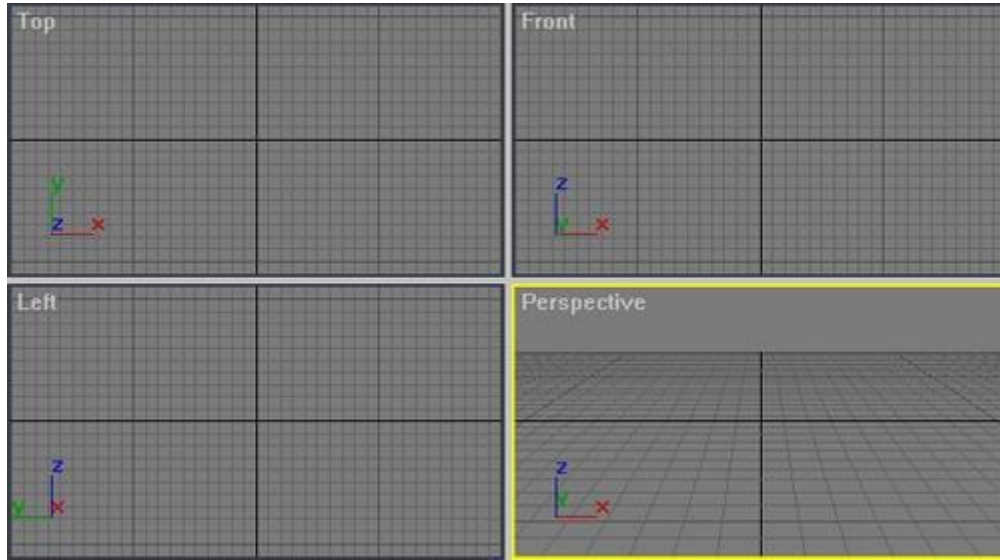 Top
Front
y
z x
z
y x
Left
Perspective
z
y x
z
y x